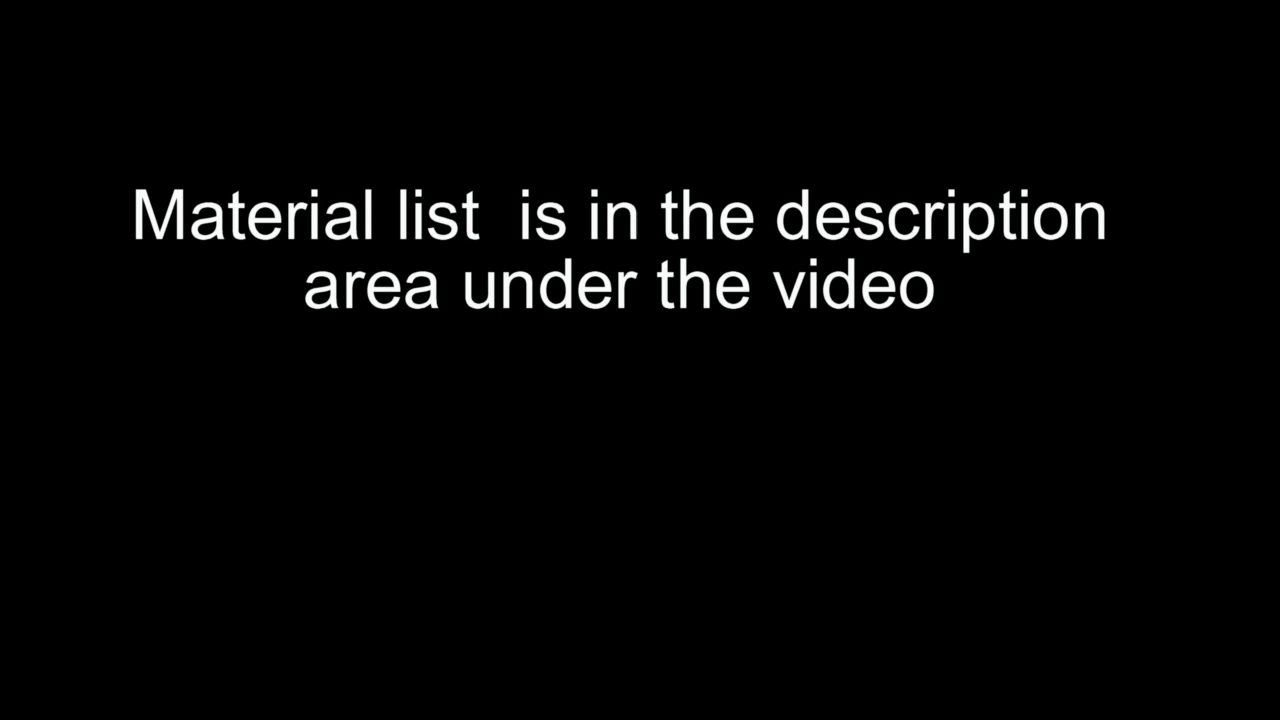 Material list  is in the description
area under the video